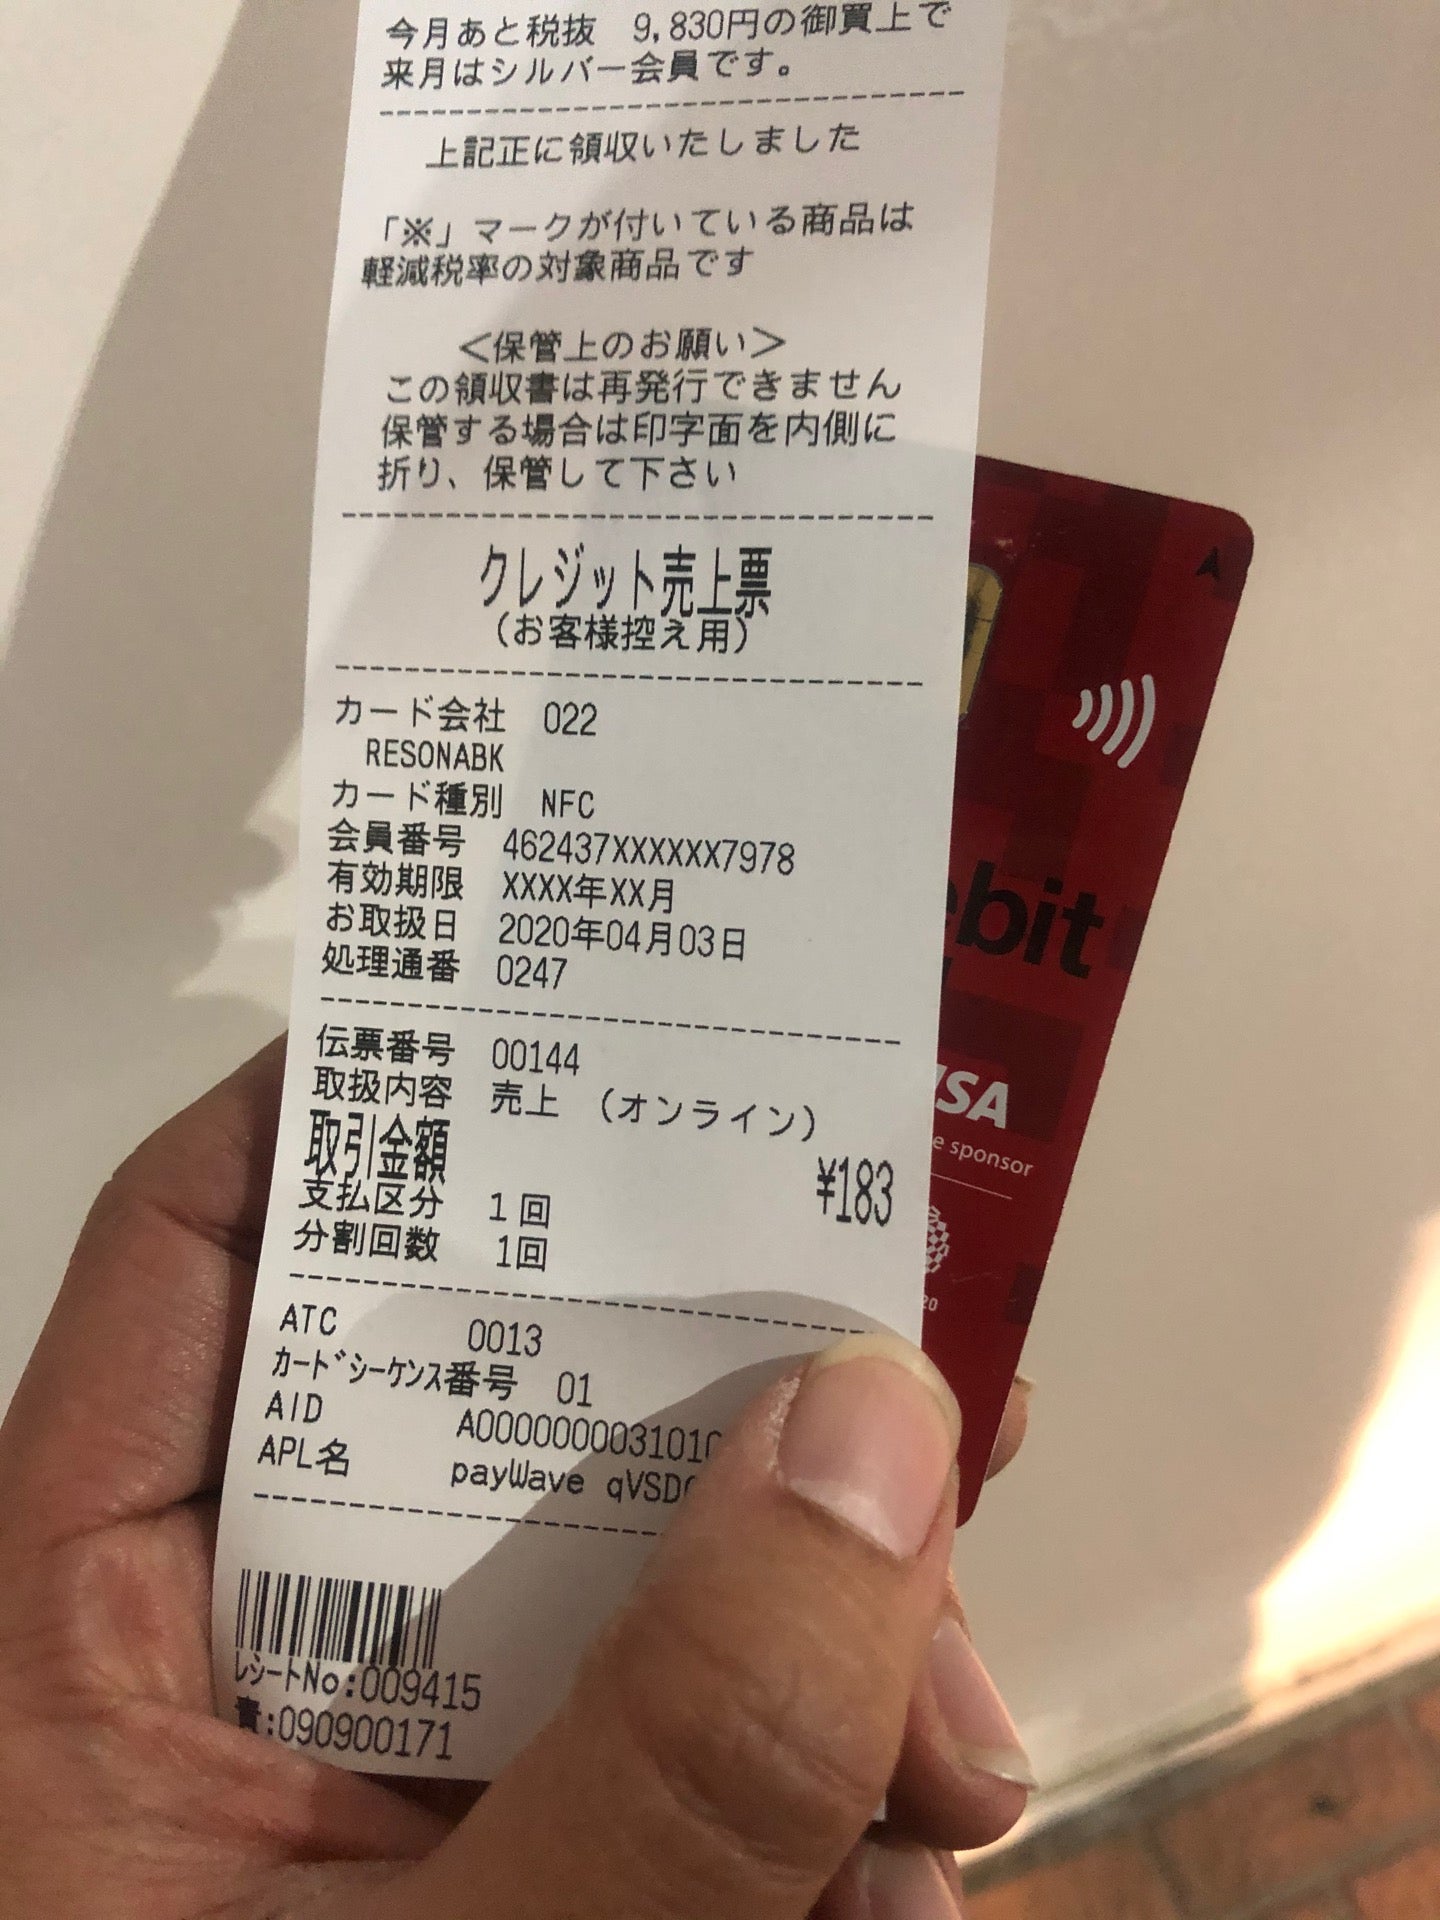 今月あと税抜 9,830円の御買上で
来月はシルバー会員です。
上記正に領収いたしました
「※」マークが付いている商品は
軽減税率の対象商品です
＜保管上のお願い＞
この領収書は再発行できません
保管する場合は印字面を内側に
折り、保管して下さい
クレジット売上票
（お客様控え用）
カード会社 022
RESONABK
カード種別 NFC
会員番号 462437XXXXXX7978
有効期限 XXXX年XX月
お取扱日 2020年04月03日
処理通番 0247
伝票番号 00144
取扱内容 売上 （オンライン）
取引金額 ¥183
支払区分 1回
分割回数 1回
ATC 0013
ｶｰﾄﾞｼｰｹﾝｽ番号 01
AID A0000000031010
APL名 payWave qVSD
ﾚｼｰﾄNo:009415
責:090900171
ebit
VISA
e sponsor
20